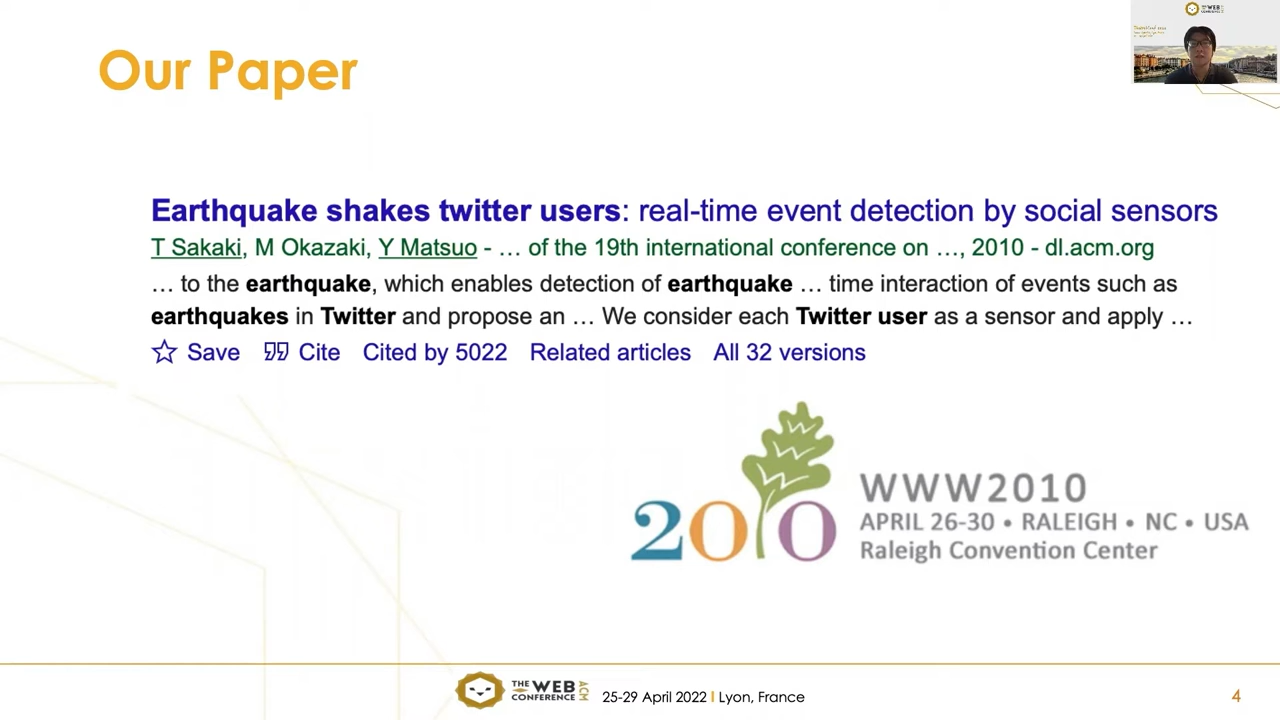 Our Paper
THE WEB CONFERENCE
Earthquake shakes twitter users: real-time event detection by social sensors
T Sakaki, M Okazaki, Y Matsuo - … of the 19th international conference on …, 2010 - dl.acm.org
… to the earthquake, which enables detection of earthquake … time interaction of events such as
earthquakes in Twitter and propose an … We consider each Twitter user as a sensor and apply …
Save Cite Cited by 5022 Related articles All 32 versions
2010
WWW2010
APRIL 26-30 • RALEIGH • NC • USA
Raleigh Convention Center
THE WEB
CONFERENCE
ACM
25-29 April 2022 I Lyon, France
4